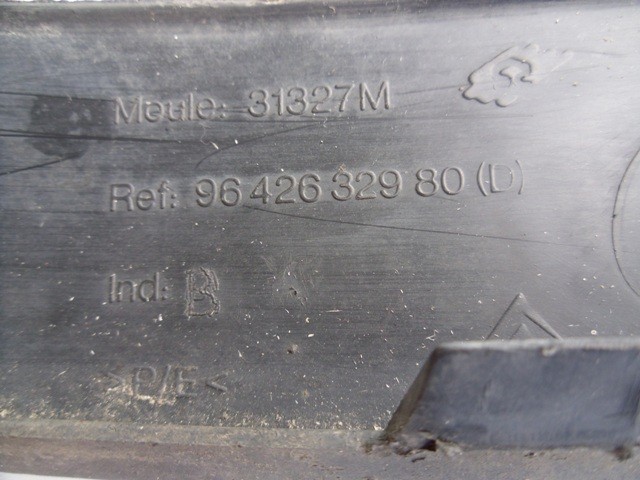 Moule: 31327M
Ref: 96 426 329 80 (D)
Ind: B
>P/E<